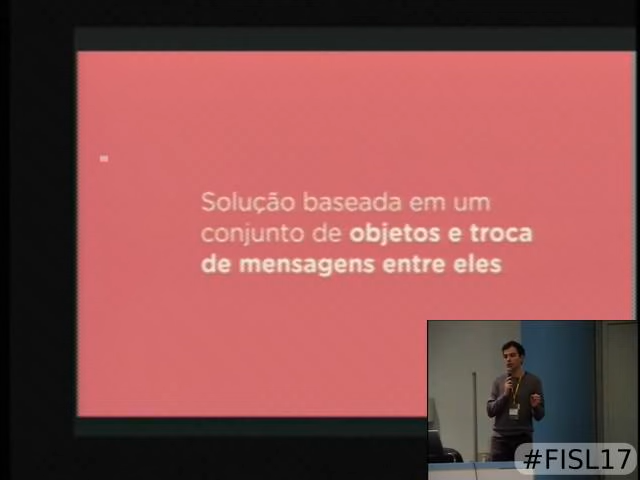 Solução baseada em um
conjunto de objetos e troca
de mensagens entre eles
#FISL17